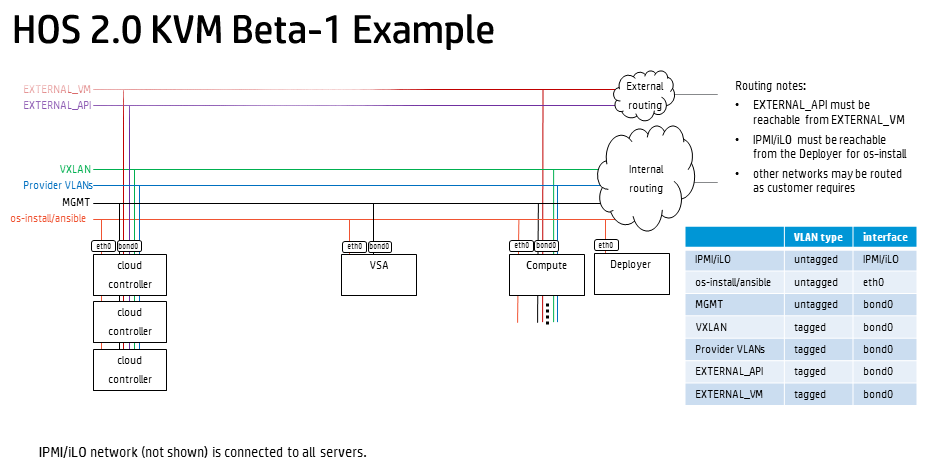 HOS 2.0 KVM Beta-1 Example
EXTERNAL_VM
EXTERNAL_API
VXLAN
Provider VLANs
MGMT
os-install/ansible
External
routing
Internal
routing
Routing notes:
• EXTERNAL_API must be
reachable from EXTERNAL_VM
• IPMI/iLO must be reachable
from the Deployer for os-install
• other networks may be routed
as customer requires
eth0 bond0
cloud
controller
cloud
controller
cloud
controller
eth0 bond0
VSA
eth0 bond0
Compute
eth0
Deployer
VLAN type interface
IPMI/iLO untagged IPMI/iLO
os-install/ansible untagged eth0
MGMT untagged bond0
VXLAN tagged bond0
Provider VLANs tagged bond0
EXTERNAL_API tagged bond0
EXTERNAL_VM tagged bond0
IPMI/iLO network (not shown) is connected to all servers.